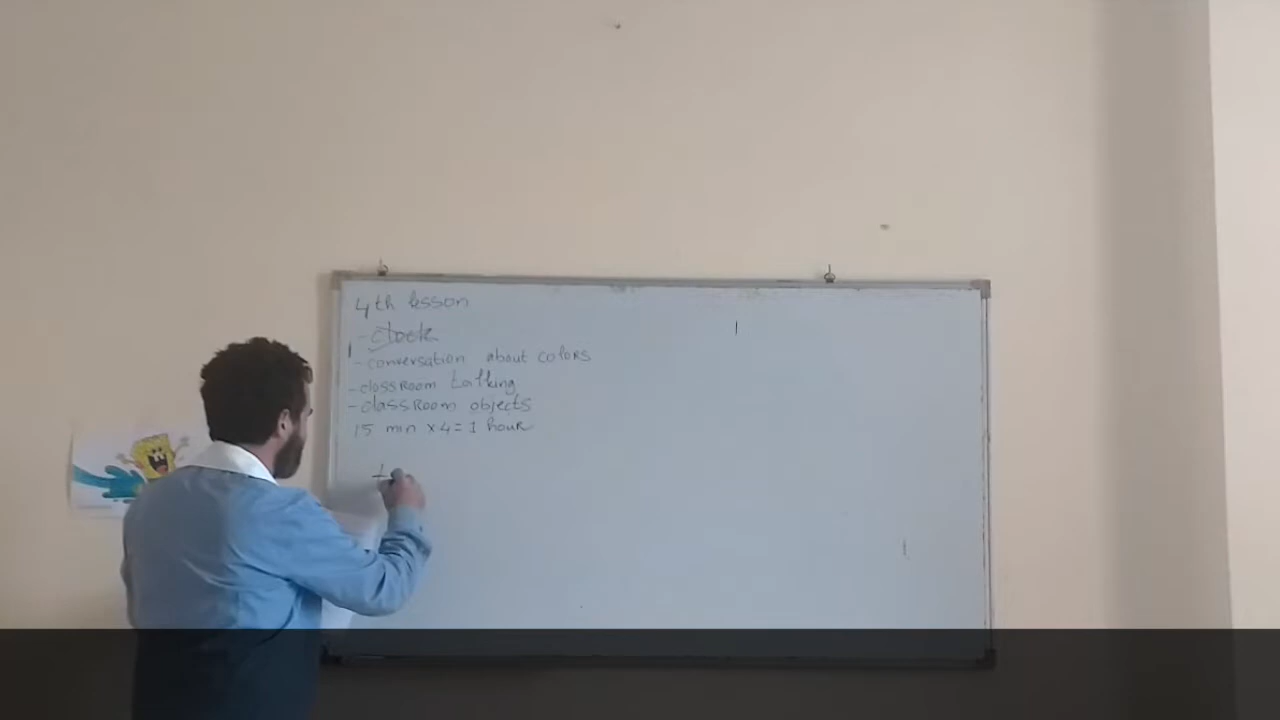 4th lesson
- clock
- conversation about colors
- classroom talking
- classroom objects
15 min x 4 = 1 hour